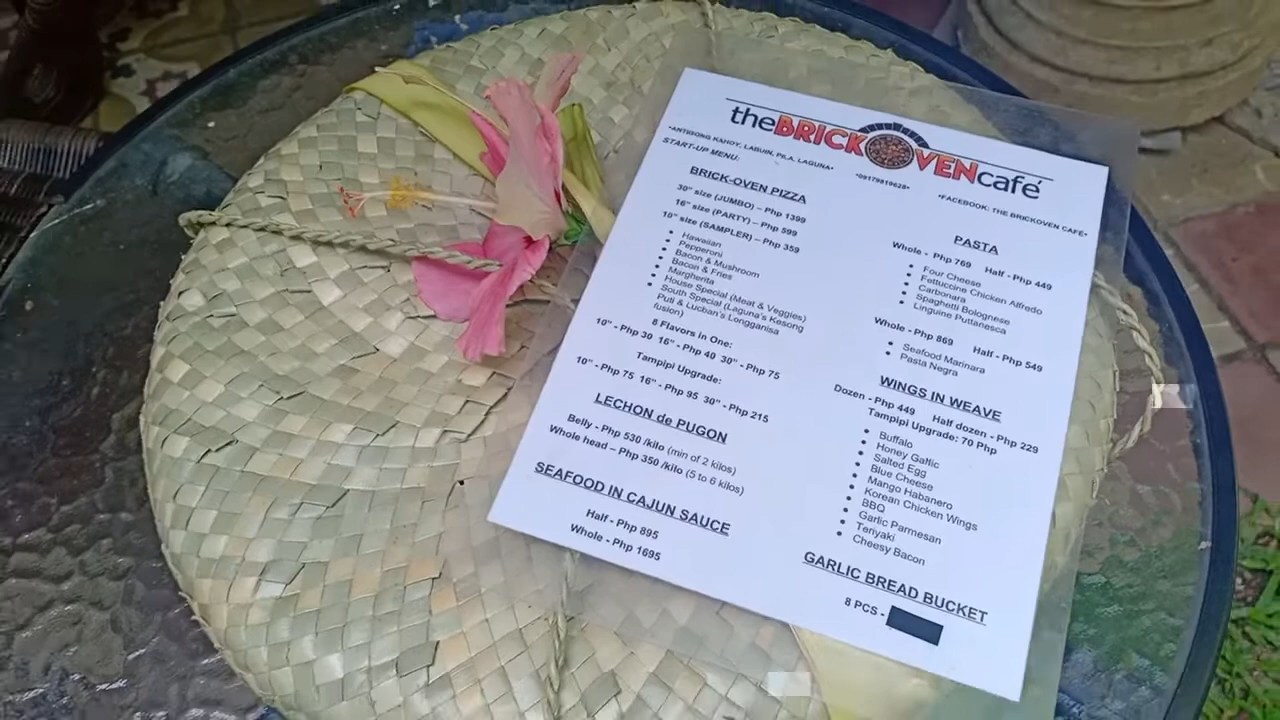 theBRICKOVENcafé
•ANTIBONG KAHOY, LABUIN, PILA, LAGUNA•
•09179819628•
•FACEBOOK: THE BRICKOVEN CAFE•
START-UP MENU:
BRICK-OVEN PIZZA
30" size (JUMBO) – Php 1399
16" size (PARTY) – Php 599
10" size (SAMPLER) – Php 359
• Hawaiian
• Pepperoni
• Bacon & Mushroom
• Bacon & Fries
• Margherita
• House Special (Meat & Veggies)
• South Special (Laguna's Kesong
Puti & Lucban's Longganisa
fusion)
8 Flavors in One:
10" - Php 30 16" - Php 40 30" - Php 75
Tampipi Upgrade:
10" - Php 75 16" - Php 95 30" - Php 215
LECHON de PUGON
Belly - Php 530 /kilo (min of 2 kilos)
Whole head – Php 350 /kilo (5 to 6 kilos)
SEAFOOD IN CAJUN SAUCE
Half - Php 895
Whole - Php 1695
PASTA
Whole - Php 769 Half - Php 449
• Four Cheese
• Fettuccine Chicken Alfredo
• Carbonara
• Spaghetti Bolognese
• Linguine Puttanesca
Whole - Php 869 Half - Php 549
• Seafood Marinara
• Pasta Negra
WINGS IN WEAVE
Dozen - Php 449 Half dozen - Php 229
Tampipi Upgrade: 70 Php
• Buffalo
• Honey Garlic
• Salted Egg
• Blue Cheese
• Mango Habanero
• Korean Chicken Wings
• BBQ
• Garlic Parmesan
• Teriyaki
• Cheesy Bacon
GARLIC BREAD BUCKET
8 PCS -